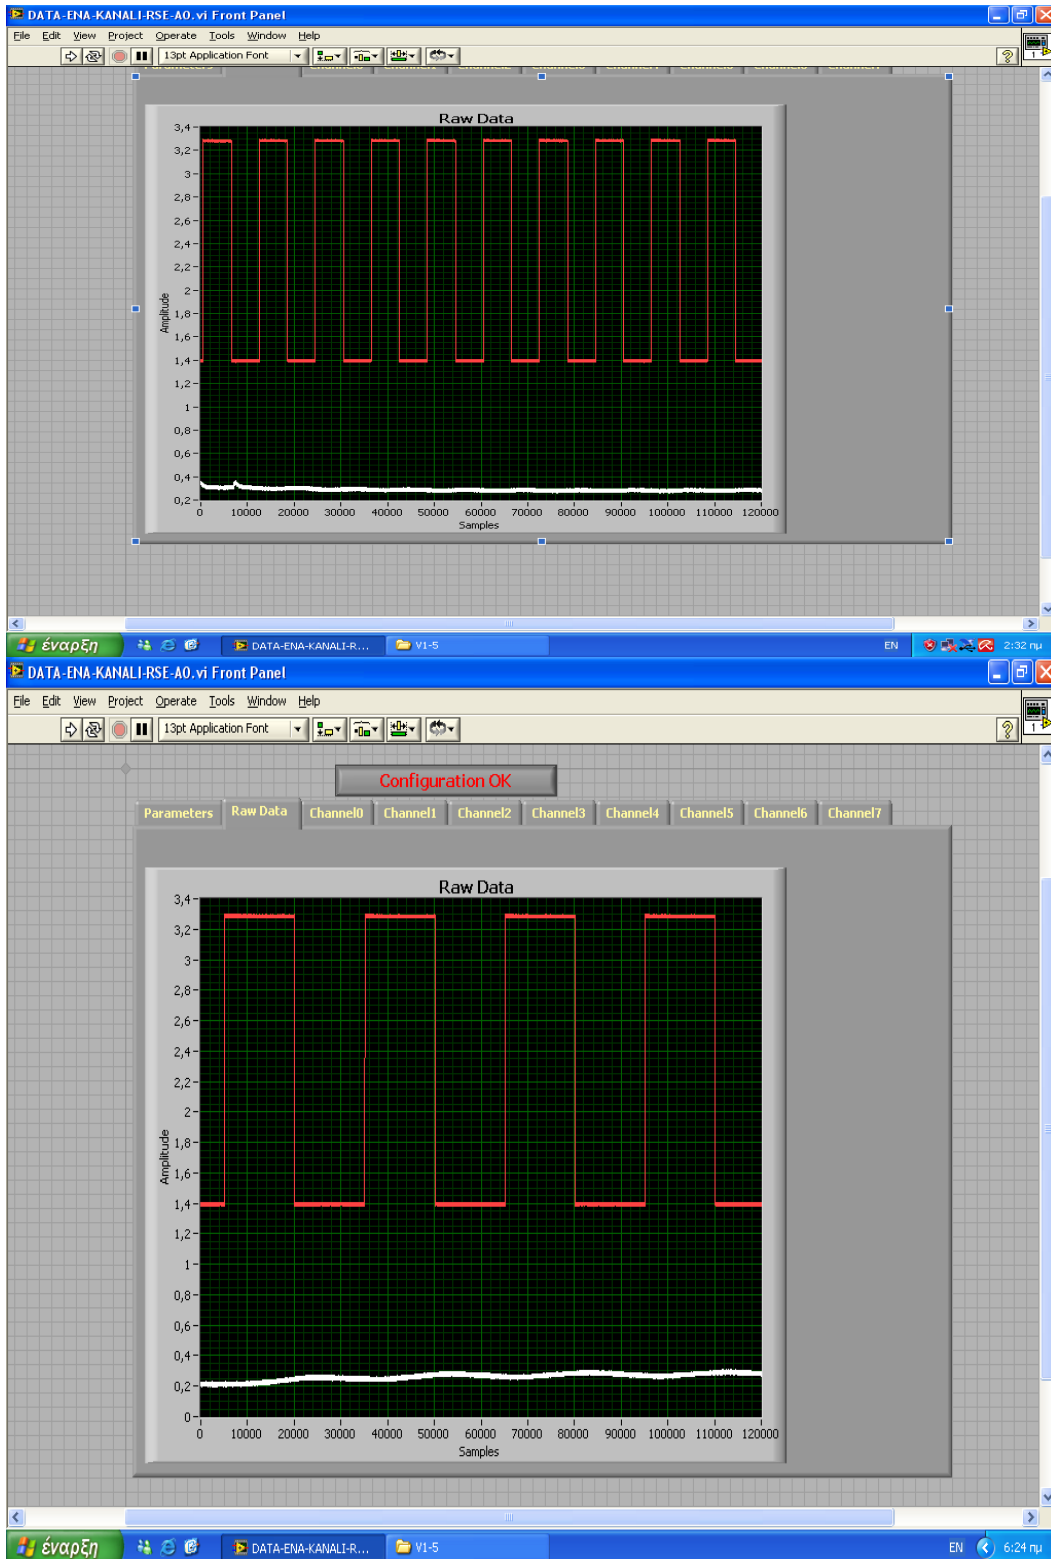 DATA-ENA-KANALI-RSE-A0.vi Front Panel
File Edit View Project Operate Tools Window Help
13pt Application Font
1
Raw Data
3,4
3,2
3
2,8
2,6
2,4
2,2
2
1,8
1,6
1,4
1,2
1
0,8
0,6
0,4
0,2
Amplitude
0 10000 20000 30000 40000 50000 60000 70000 80000 90000 100000 110000 120000
Samples
έναρξη DATA-ENA-KANALI-R... V1-5 EN 2:32 πμ
DATA-ENA-KANALI-RSE-A0.vi Front Panel
File Edit View Project Operate Tools Window Help
13pt Application Font
1
Configuration OK
Parameters Raw Data Channel0 Channel1 Channel2 Channel3 Channel4 Channel5 Channel6 Channel7
Raw Data
3,4
3,2
3
2,8
2,6
2,4
2,2
2
1,8
1,6
1,4
1,2
1
0,8
0,6
0,4
0,2
0
Amplitude
0 10000 20000 30000 40000 50000 60000 70000 80000 90000 100000 110000 120000
Samples
έναρξη DATA-ENA-KANALI-R... V1-5 EN 6:24 πμ